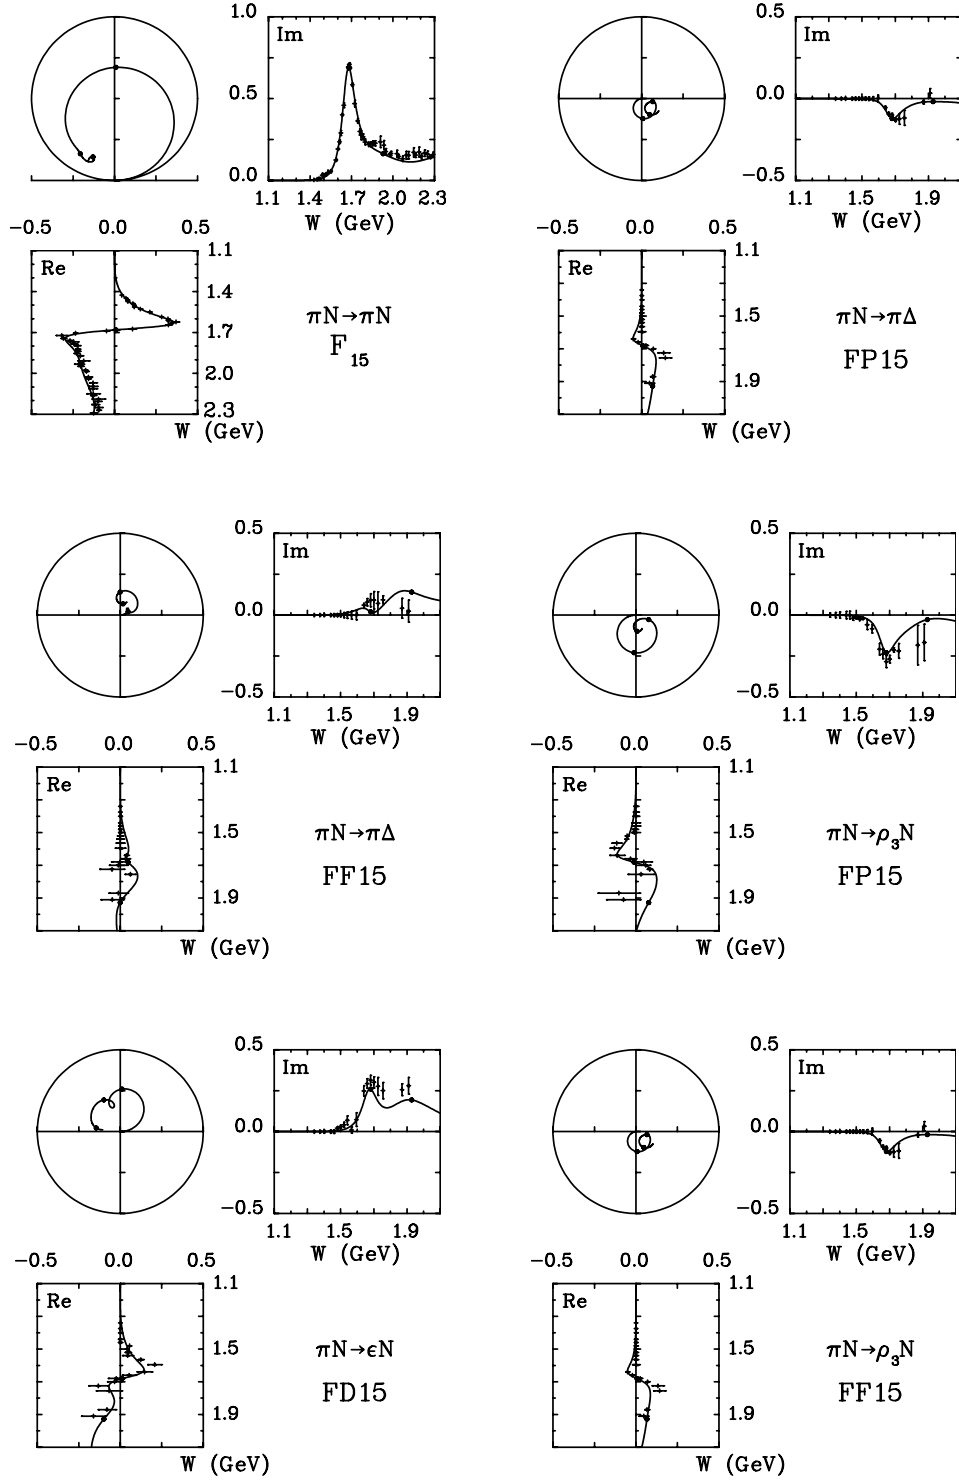 1.0
Im
0.5
0.0
1.1 1.4 1.7 2.0 2.3
W (GeV)
−0.5 0.0 0.5
Re
1.1
1.4
1.7
2.0
2.3
W (GeV)
πN→πN
F15
0.5
Im
0.0
−0.5
1.1 1.5 1.9
W (GeV)
−0.5 0.0 0.5
Re
1.1
1.5
1.9
W (GeV)
πN→πΔ
FP15
0.5
Im
0.0
−0.5
1.1 1.5 1.9
W (GeV)
−0.5 0.0 0.5
Re
1.1
1.5
1.9
W (GeV)
πN→πΔ
FF15
0.5
Im
0.0
−0.5
1.1 1.5 1.9
W (GeV)
−0.5 0.0 0.5
Re
1.1
1.5
1.9
W (GeV)
πN→ρ3N
FP15
0.5
Im
0.0
−0.5
1.1 1.5 1.9
W (GeV)
−0.5 0.0 0.5
Re
1.1
1.5
1.9
W (GeV)
πN→ϵN
FD15
0.5
Im
0.0
−0.5
1.1 1.5 1.9
W (GeV)
−0.5 0.0 0.5
Re
1.1
1.5
1.9
W (GeV)
πN→ρ3N
FF15